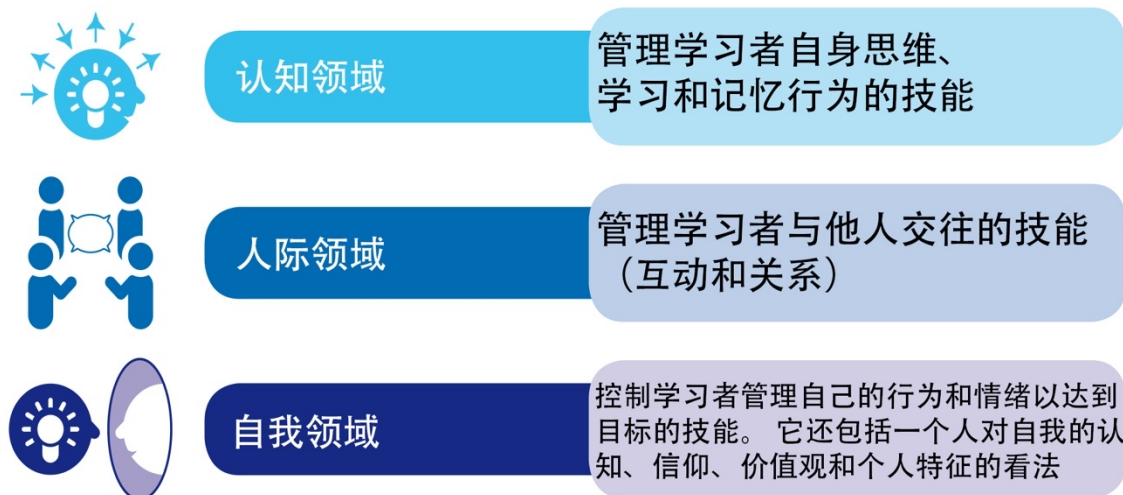 认知领域
管理学习者自身思维、
学习和记忆行为的技能
人际领域
管理学习者与他人交往的技能
（互动和关系）
自我领域
控制学习者管理自己的行为和情绪以达到
目标的技能。 它还包括一个人对自我的认
知、信仰、价值观和个人特征的看法